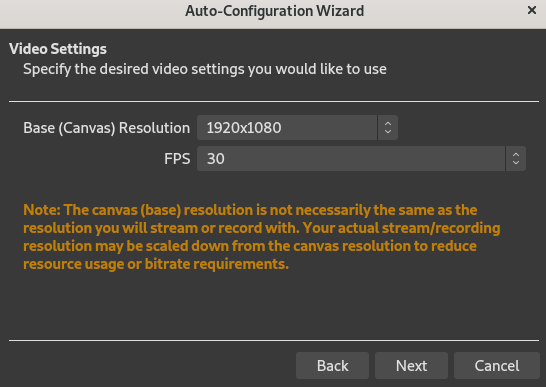 Auto-Configuration Wizard
Video Settings
Specify the desired video settings you would like to use
Base (Canvas) Resolution 1920x1080
FPS 30
Note: The canvas (base) resolution is not necessarily the same as the
resolution you will stream or record with. Your actual stream/recording
resolution may be scaled down from the canvas resolution to reduce
resource usage or bitrate requirements.
Back Next Cancel